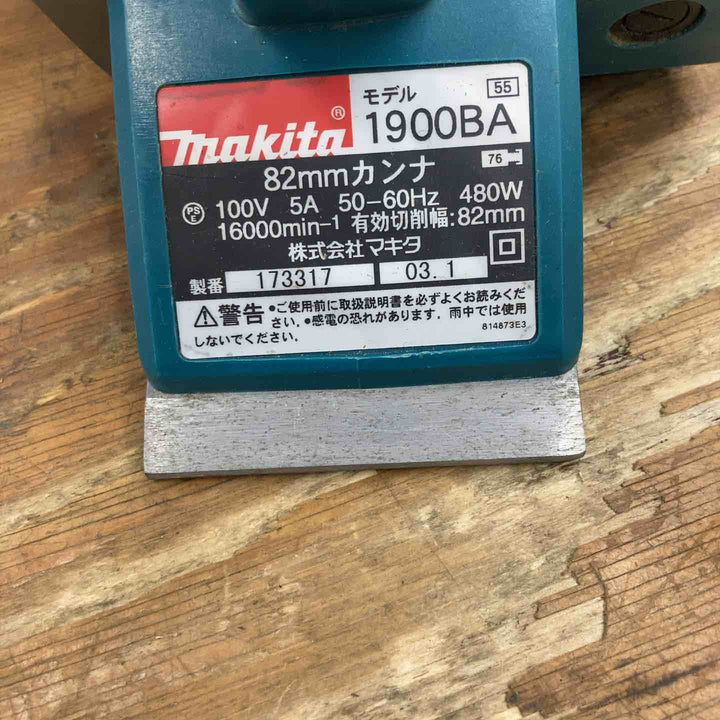 モデル 55
makita® 1900BA
82mmカンナ 76
PSE 100V 5A 50-60Hz 480W
16000min-1 有効切削幅:82mm
株式会社マキタ
製番 173317 03.1
⚠警告 •ご使用前に取扱説明書を必ずよくお読みくだ
さい。•感電の恐れがあります。雨中では使用
しないでください。
814873E3